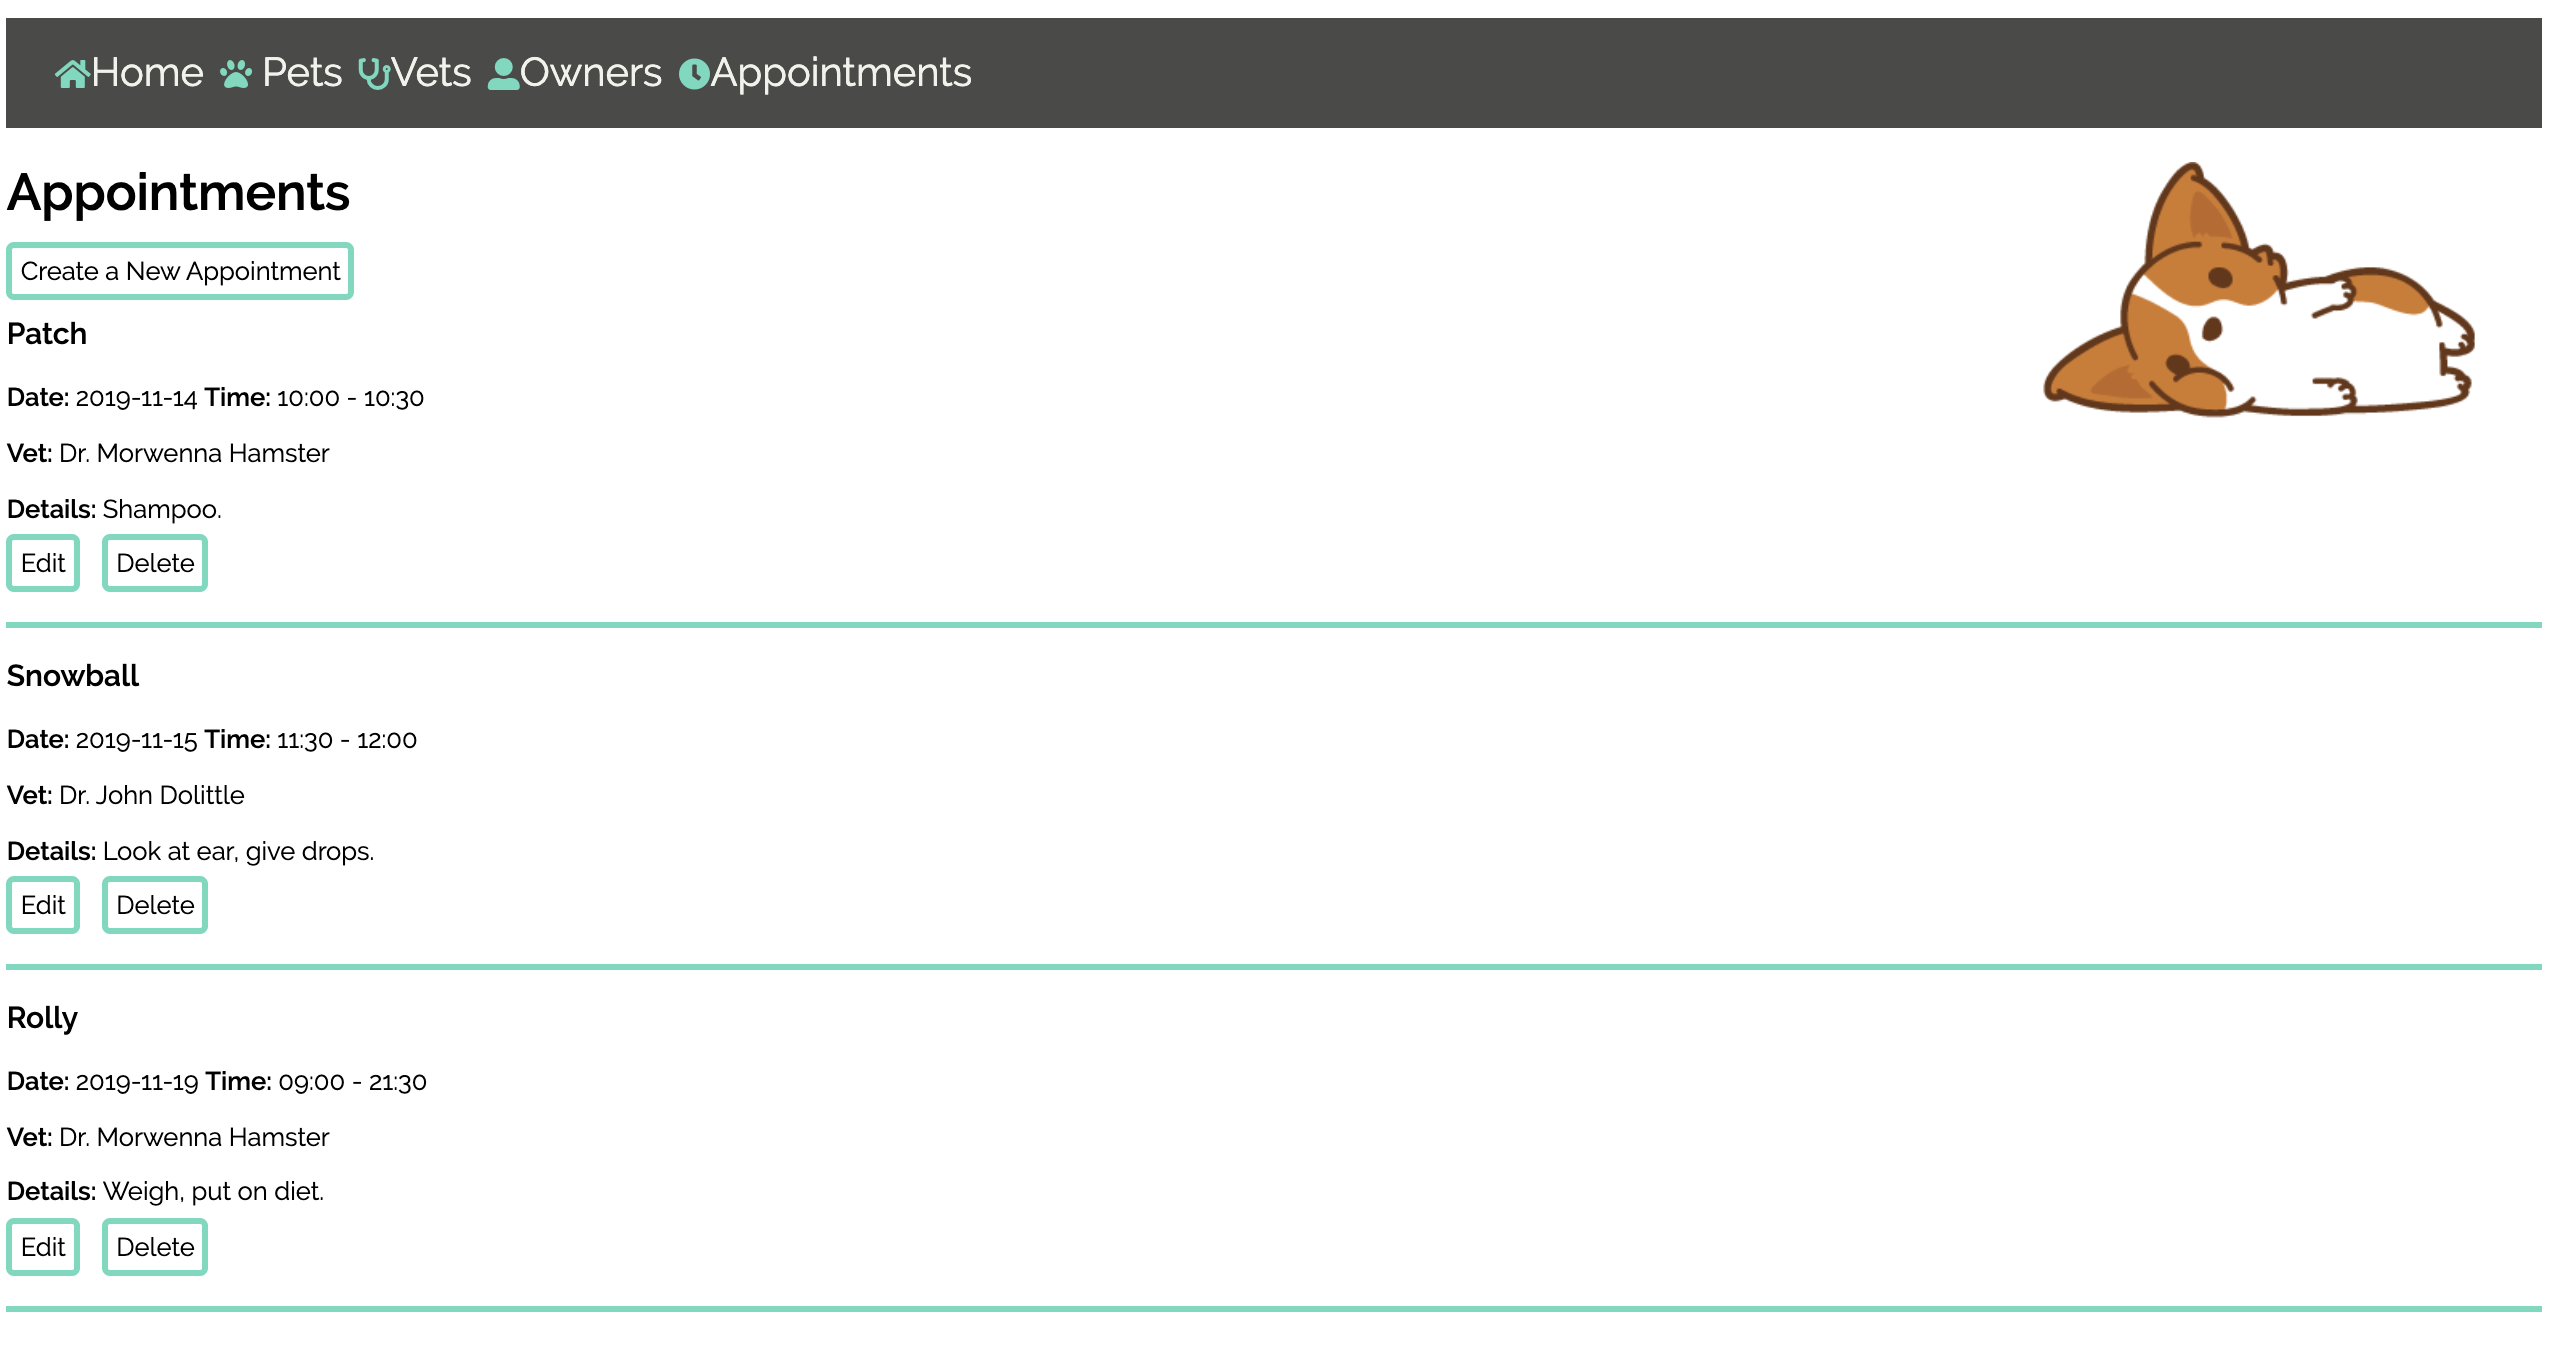 Home Pets Vets Owners Appointments
Appointments
Create a New Appointment
Patch
Date: 2019-11-14 Time: 10:00 - 10:30
Vet: Dr. Morwenna Hamster
Details: Shampoo.
Edit Delete
Snowball
Date: 2019-11-15 Time: 11:30 - 12:00
Vet: Dr. John Dolittle
Details: Look at ear, give drops.
Edit Delete
Rolly
Date: 2019-11-19 Time: 09:00 - 21:30
Vet: Dr. Morwenna Hamster
Details: Weigh, put on diet.
Edit Delete